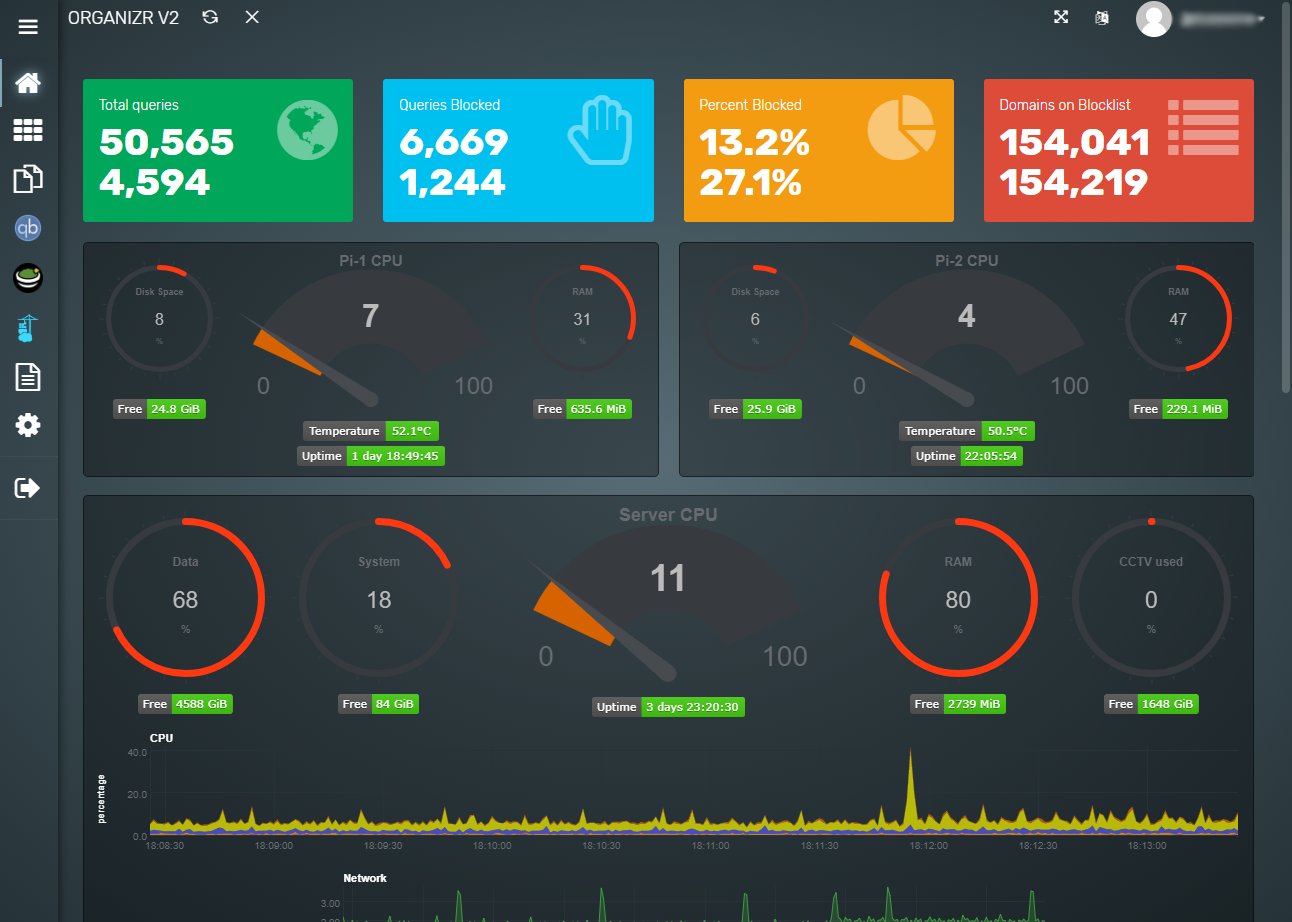 ORGANIZR V2
Total queries
50,565
4,594
Queries Blocked
6,669
1,244
Percent Blocked
13.2%
27.1%
Domains on Blocklist
154,041
154,219
qb
Pi-1 CPU
Disk Space
8
%
Free 24.8 GiB
7
0 100
Temperature 52.1°C
Uptime 1 day 18:49:45
RAM
31
%
Free 635.6 MiB
Pi-2 CPU
Disk Space
6
%
Free 25.9 GiB
4
0 100
Temperature 50.5°C
Uptime 22:05:54
RAM
47
%
Free 229.1 MiB
Server CPU
Data
68
%
Free 4588 GiB
System
18
%
Free 84 GiB
11
0 100
Uptime 3 days 23:20:30
RAM
80
%
Free 2739 MiB
CCTV used
0
%
Free 1648 GiB
CPU
percentage
40.0
20.0
0.0
18:08:30 18:09:00 18:09:30 18:10:00 18:10:30 18:11:00 18:11:30 18:12:00 18:12:30 18:13:00
Network
3.00